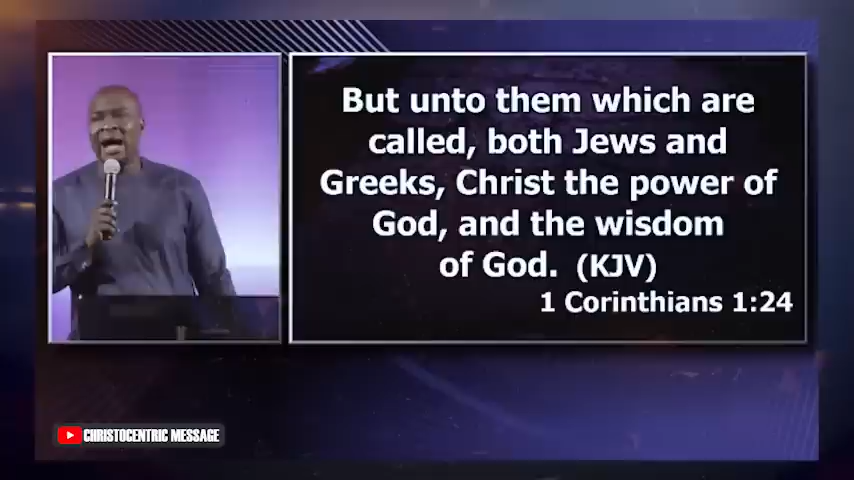 But unto them which are
called, both Jews and
Greeks, Christ the power of
God, and the wisdom
of God. (KJV)
1 Corinthians 1:24
CHRISTOCENTRIC MESSAGE